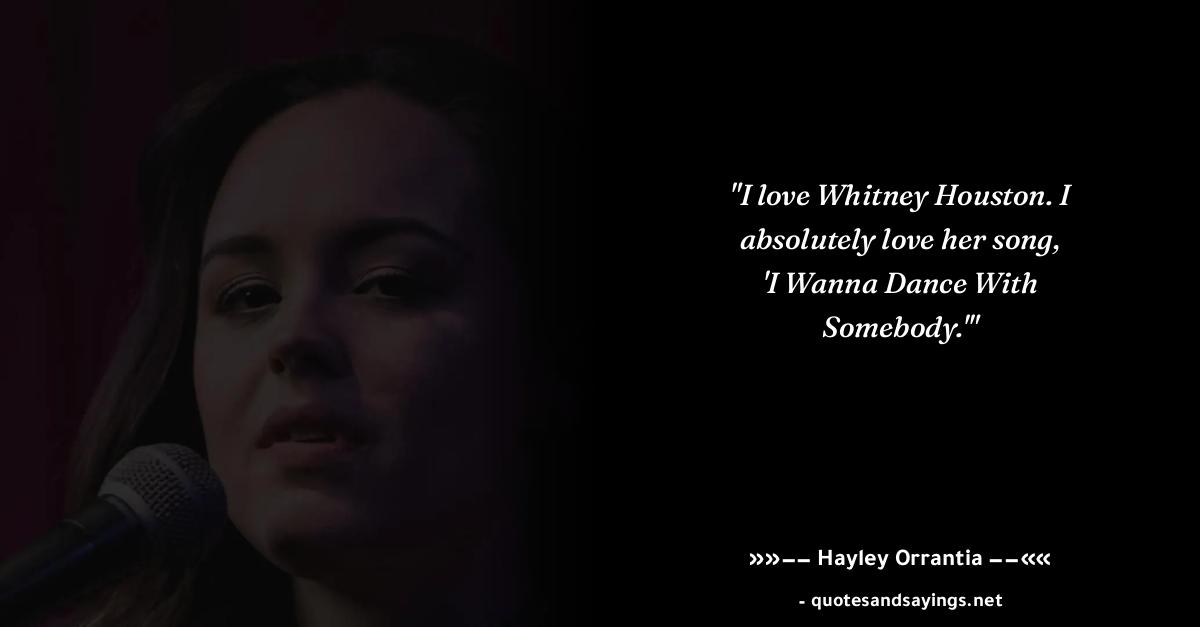 "I love Whitney Houston. I
absolutely love her song,
'I Wanna Dance With
Somebody.'"
»»−− Hayley Orrantia −−««
- quotesandsayings.net